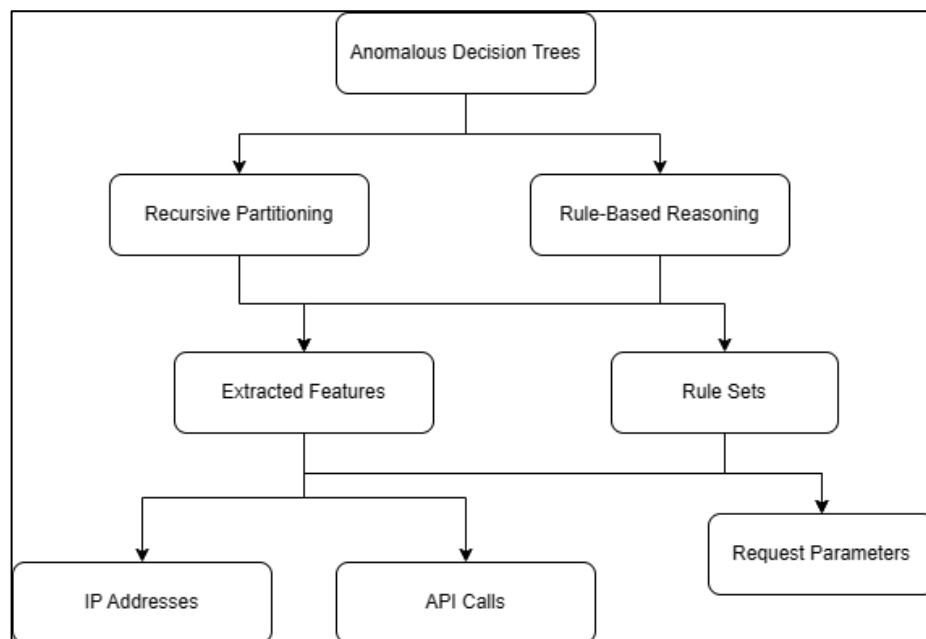 Anomalous Decision Trees
Recursive Partitioning
Rule-Based Reasoning
Extracted Features
Rule Sets
Request Parameters
IP Addresses
API Calls